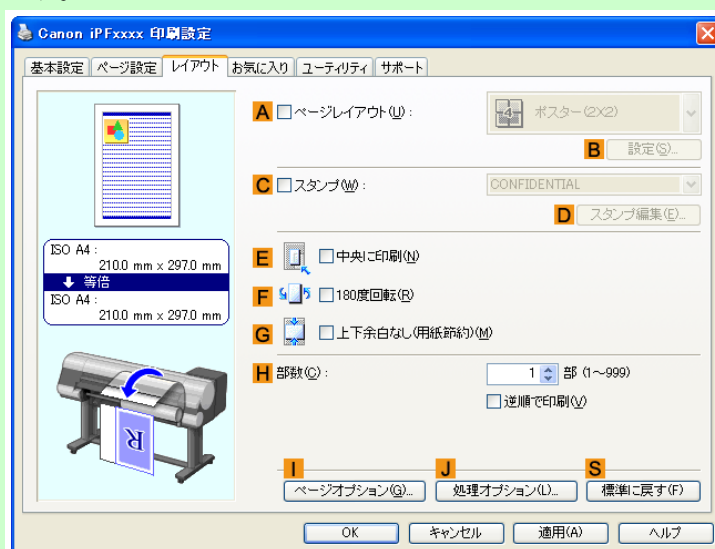 Canon iPFxxxx 印刷設定
基本設定 ページ設定 レイアウト お気に入り ユーティリティ サポート
A ページレイアウト(U) : 4 ポスター(2X2)
B 設定(S)...
C スタンプ(W) : CONFIDENTIAL
D スタンプ編集(E)...
ISO A4 :
210.0 mm x 297.0 mm
等倍
ISO A4 :
210.0 mm x 297.0 mm
E 中央に印刷(N)
F 180度回転(R)
G 上下余白なし(用紙節約)(M)
H 部数(C) : 1 部 (1～999)
逆順で印刷(V)
R
I J S
ページオプション(G)... 処理オプション(L)... 標準に戻す(F)
OK キャンセル 適用(A) ヘルプ